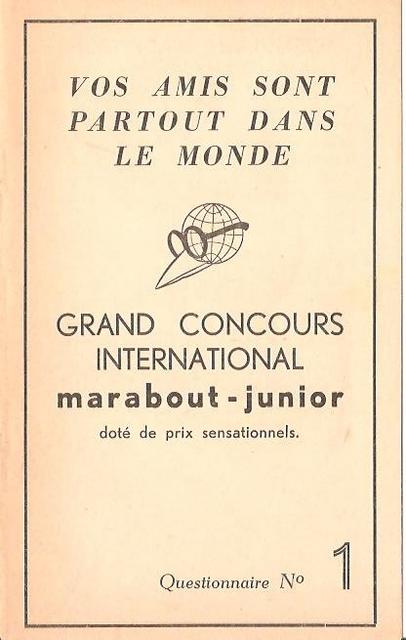 VOS AMIS SONT
PARTOUT DANS
LE MONDE
GRAND CONCOURS
INTERNATIONAL
marabout-junior
doté de prix sensationnels.
Questionnaire Nº 1